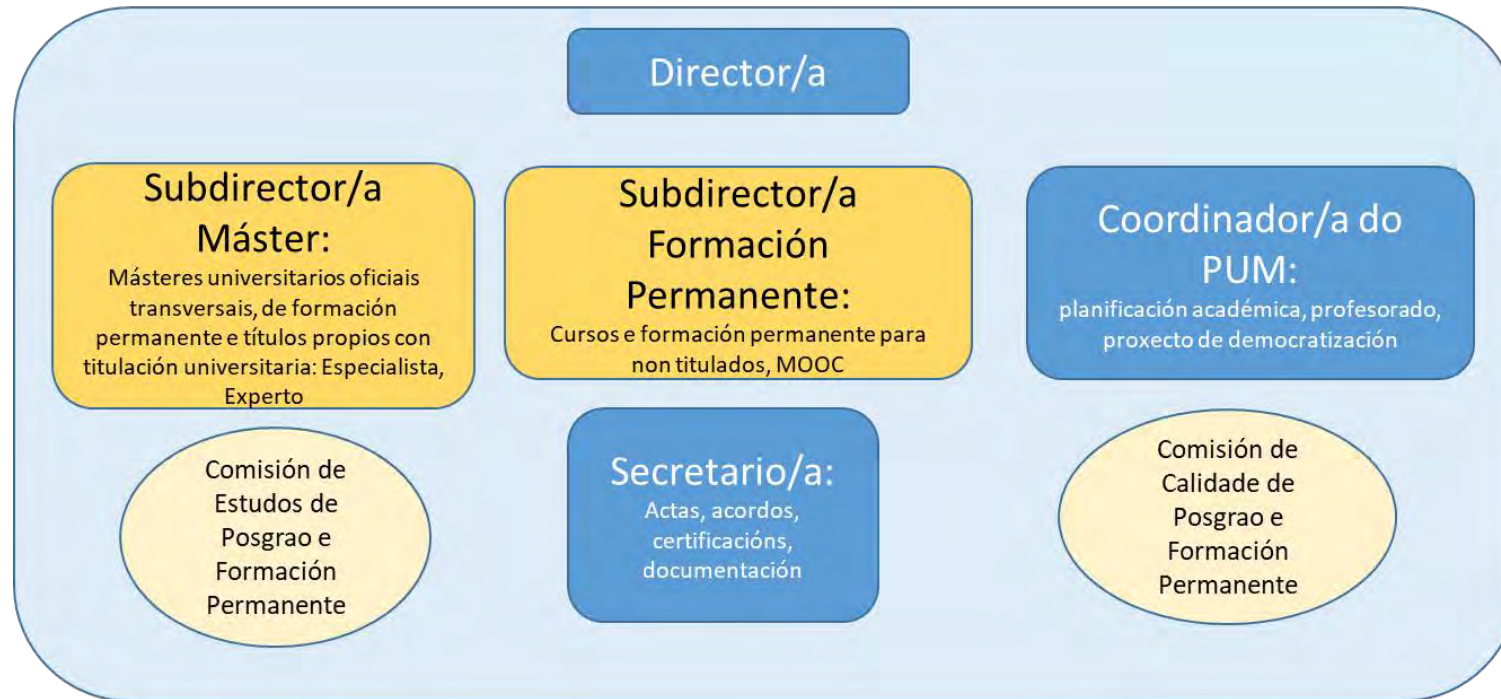 Director/a
Subdirector/a
Máster:
Másteres universitarios oficiais
transversais, de formación
permanente e títulos propios con
titulación universitaria: Especialista,
Experto
Subdirector/a
Formación
Permanente:
Cursos e formación permanente para
non titulados, MOOC
Coordinador/a do
PUM:
planificación académica, profesorado,
proxecto de democratización
Comisión de
Estudos de
Posgrao e
Formación
Permanente
Secretario/a:
Actas, acordos,
certificacións,
documentación
Comisión de
Calidade de
Posgrao e
Formación
Permanente